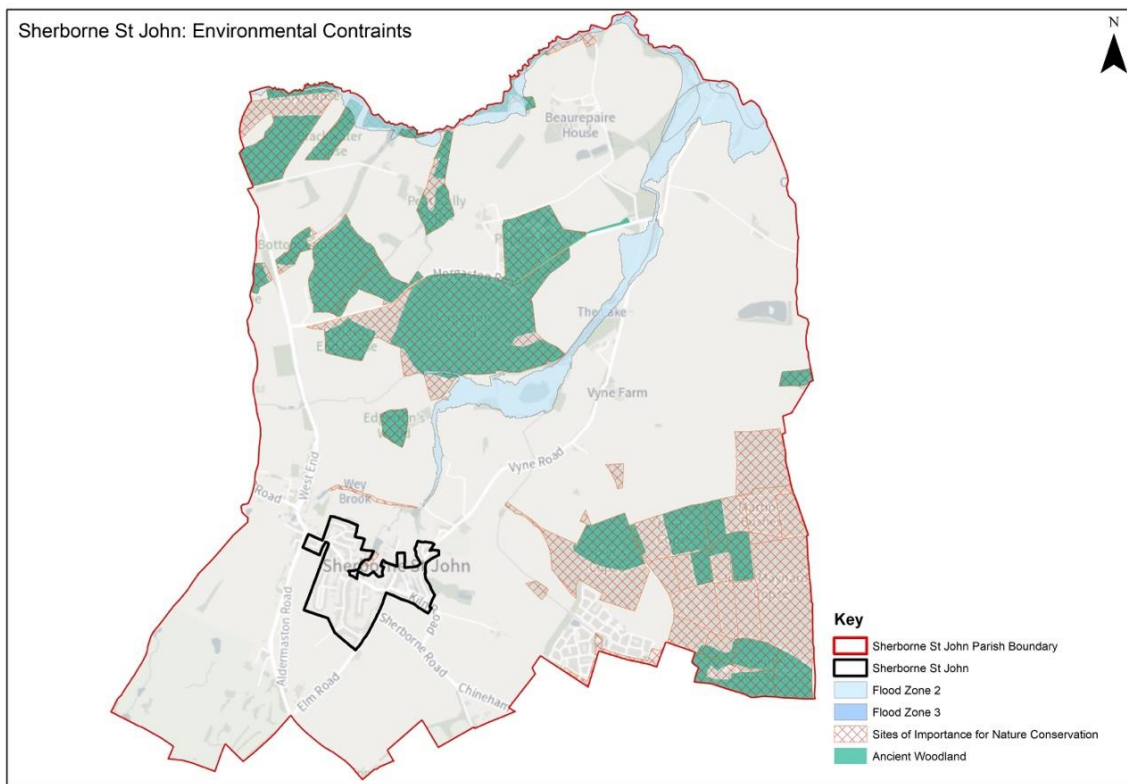 Sherborne St John: Environmental Contraints
N
Beaurepaire
House
Morgaston
The Lake
Vyne Farm
Vyne Road
West End
Road
Wey
Brook
Sherborne St John
Aldermaston Road
Elm Road
Sherborne Road
Chineham
Key
Sherborne St John Parish Boundary
Sherborne St John
Flood Zone 2
Flood Zone 3
Sites of Importance for Nature Conservation
Ancient Woodland